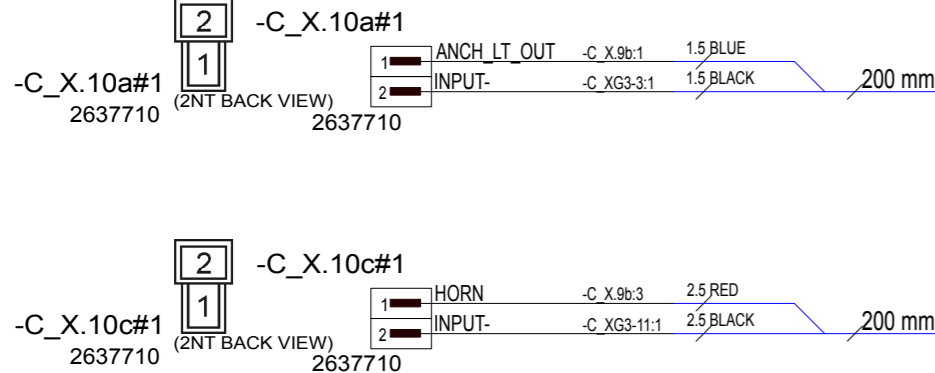 2 -C_X.10a#1
1 ANCH_LT_OUT -C_X.9b:1 1.5 BLUE
-C_X.10a#1 1 2 INPUT- -C_XG3-3:1 1.5 BLACK 200 mm
(2NT BACK VIEW)
2637710 2637710
2 -C_X.10c#1
1 HORN -C_X.9b:3 2.5 RED
-C_X.10c#1 1 2 INPUT- -C_XG3-11:1 2.5 BLACK 200 mm
(2NT BACK VIEW)
2637710 2637710